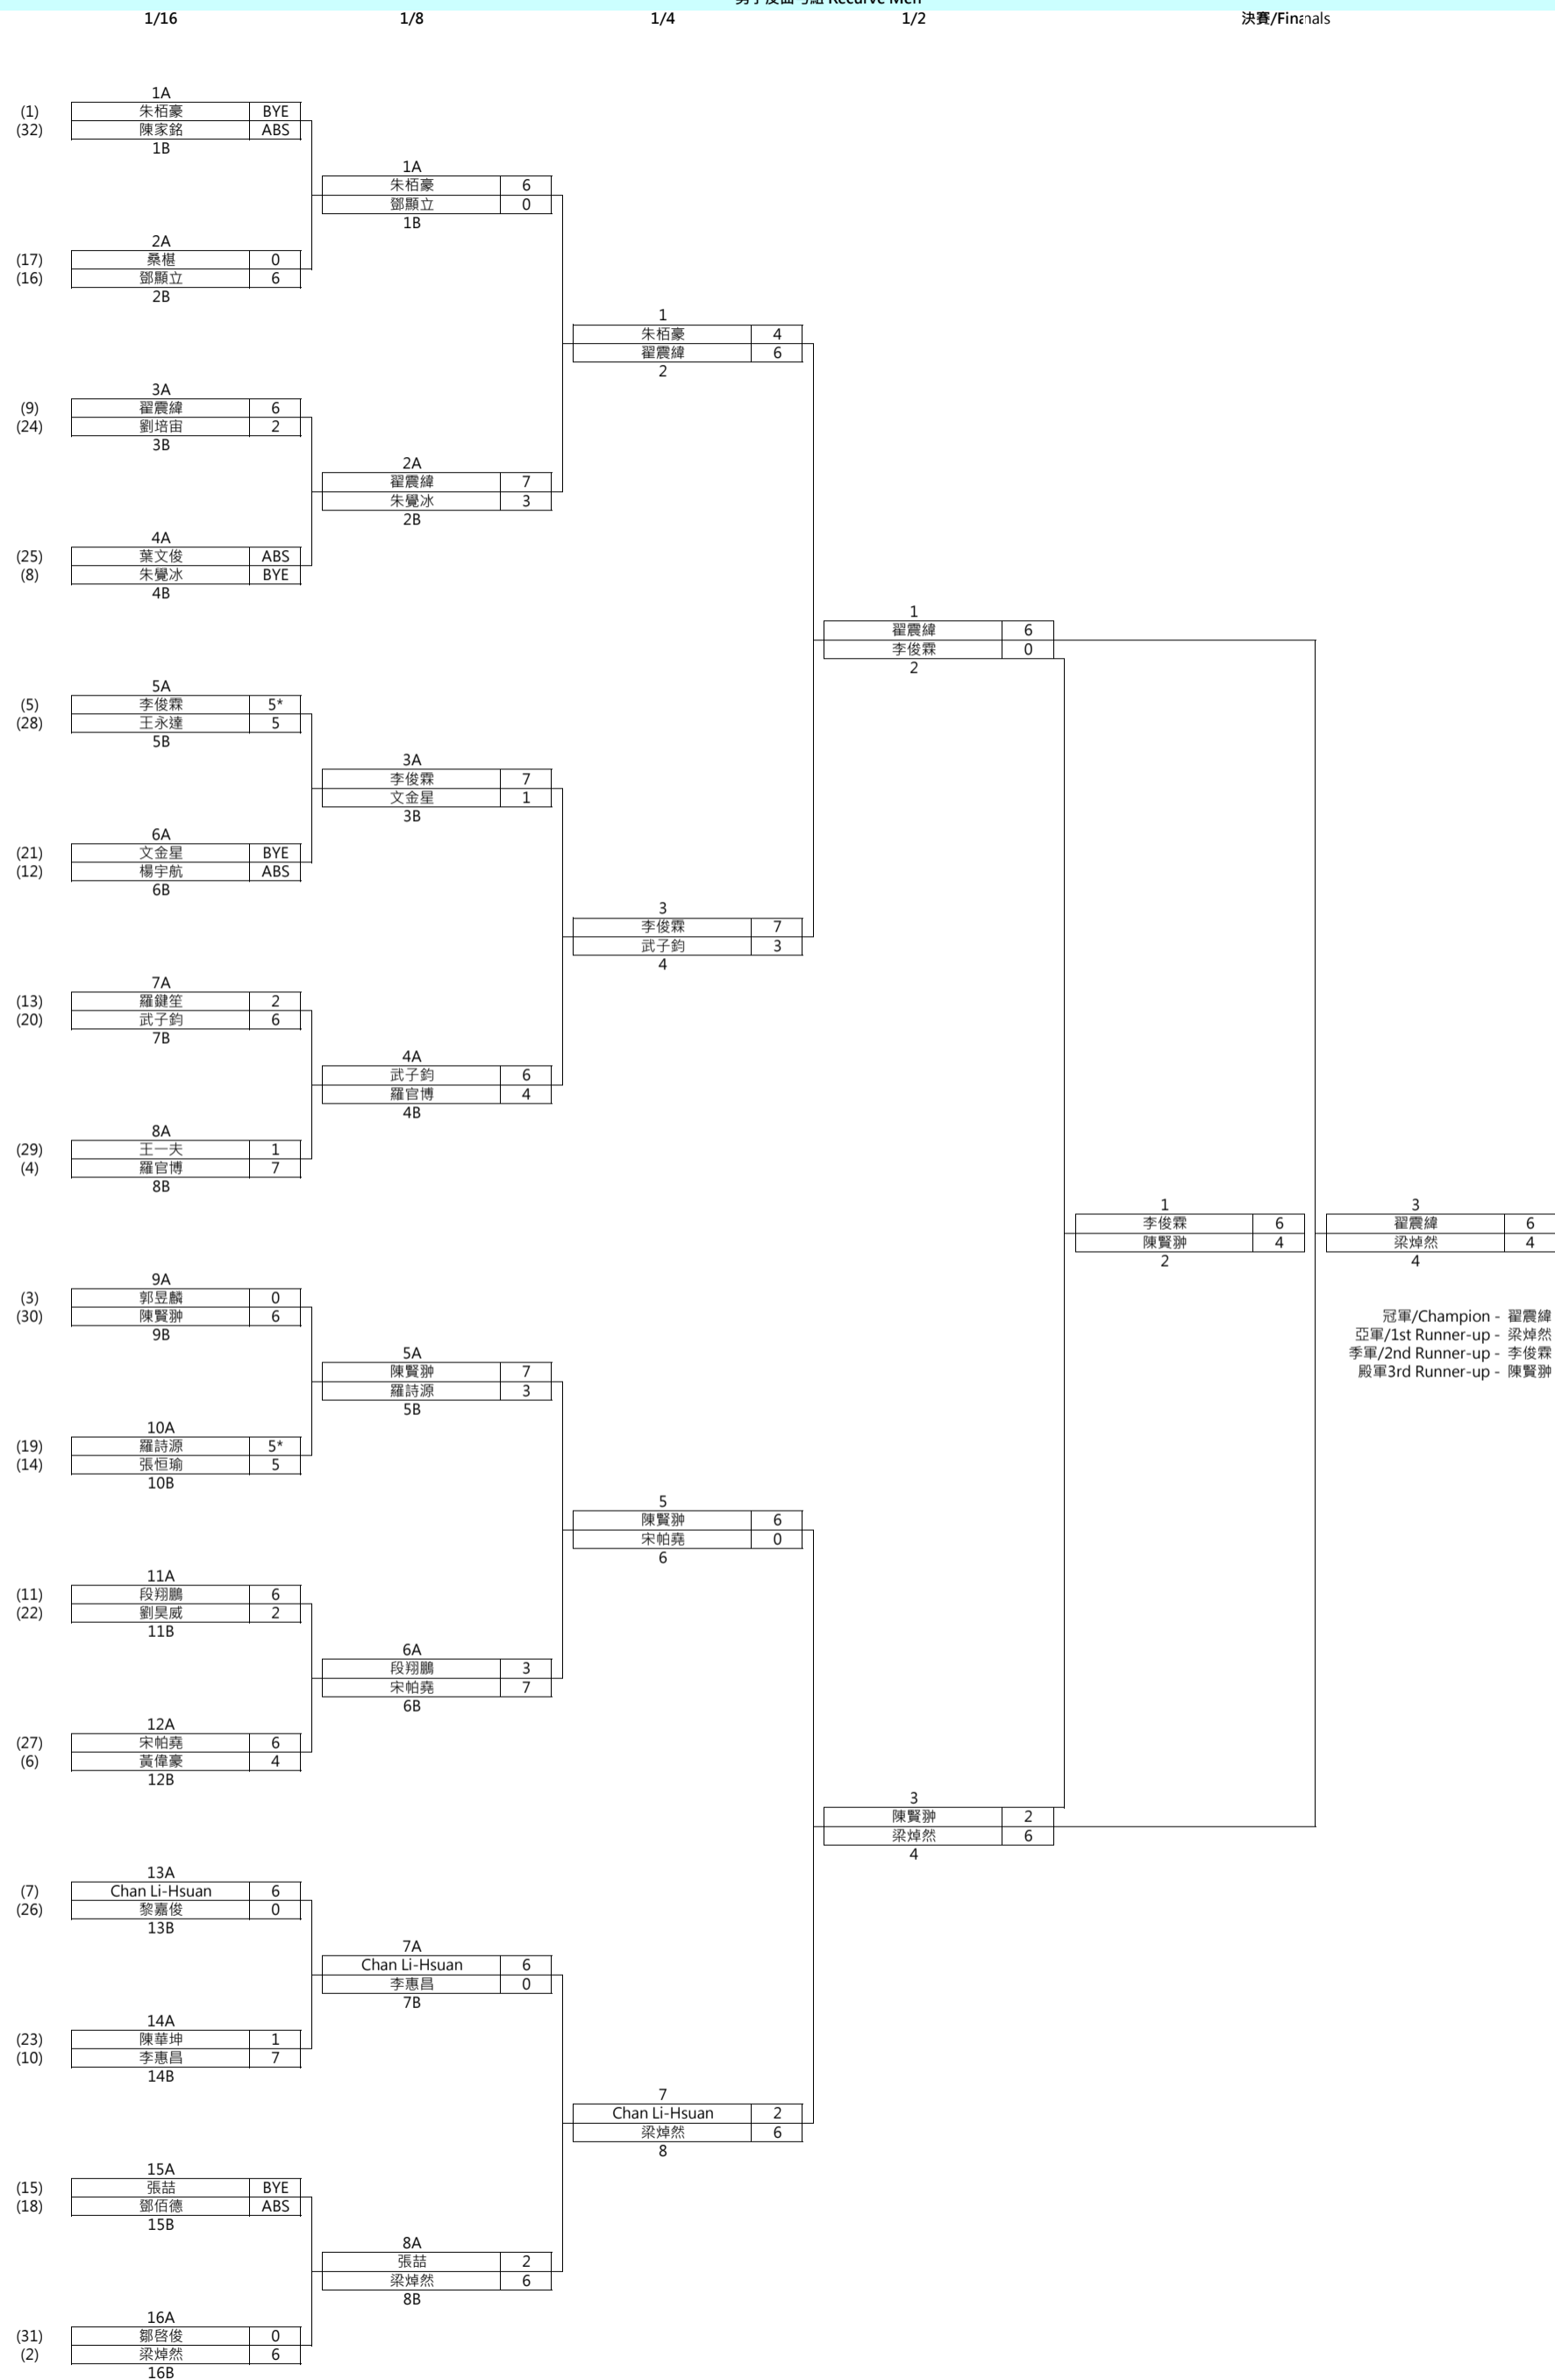 Recurve Men
1/16 1/8 1/4 1/2 決賽/Finals
1A
(1) 朱栢豪 BYE
(32) 陳家銘 ABS
1B
1A
朱栢豪 6
鄧顯立 0
1B
2A
(17) 桑椹 0
(16) 鄧顯立 6
2B
1
朱栢豪 4
翟震緯 6
2
3A
(9) 翟震緯 6
(24) 劉培宙 2
3B
2A
翟震緯 7
朱覺冰 3
2B
4A
(25) 葉文俊 ABS
(8) 朱覺冰 BYE
4B
1
翟震緯 6
李俊霖 0
2
5A
(5) 李俊霖 5*
(28) 王永達 5
5B
3A
李俊霖 7
文金星 1
3B
6A
(21) 文金星 BYE
(12) 楊宇航 ABS
6B
3
李俊霖 7
武子鈞 3
4
7A
(13) 羅鍵笙 2
(20) 武子鈞 6
7B
4A
武子鈞 6
羅官博 4
4B
8A
(29) 王一夫 1
(4) 羅官博 7
8B
1
李俊霖 6
陳賢翀 4
2
3
翟震緯 6
梁焯然 4
4
9A
(3) 郭昱麟 0
(30) 陳賢翀 6
9B
冠軍/Champion - 翟震緯
亞軍/1st Runner-up - 梁焯然
季軍/2nd Runner-up - 李俊霖
殿軍3rd Runner-up - 陳賢翀
5A
陳賢翀 7
羅詩源 3
5B
10A
(19) 羅詩源 5*
(14) 張恒瑜 5
10B
5
陳賢翀 6
宋帕堯 0
6
11A
(11) 段翔鵬 6
(22) 劉昊威 2
11B
6A
段翔鵬 3
宋帕堯 7
6B
12A
(27) 宋帕堯 6
(6) 黃偉豪 4
12B
3
陳賢翀 2
梁焯然 6
4
13A
(7) Chan Li-Hsuan 6
(26) 黎嘉俊 0
13B
7A
Chan Li-Hsuan 6
李惠昌 0
7B
14A
(23) 陳華坤 1
(10) 李惠昌 7
14B
7
Chan Li-Hsuan 2
梁焯然 6
8
15A
(15) 張喆 BYE
(18) 鄧佰德 ABS
15B
8A
張喆 2
梁焯然 6
8B
16A
(31) 鄒啓俊 0
(2) 梁焯然 6
16B